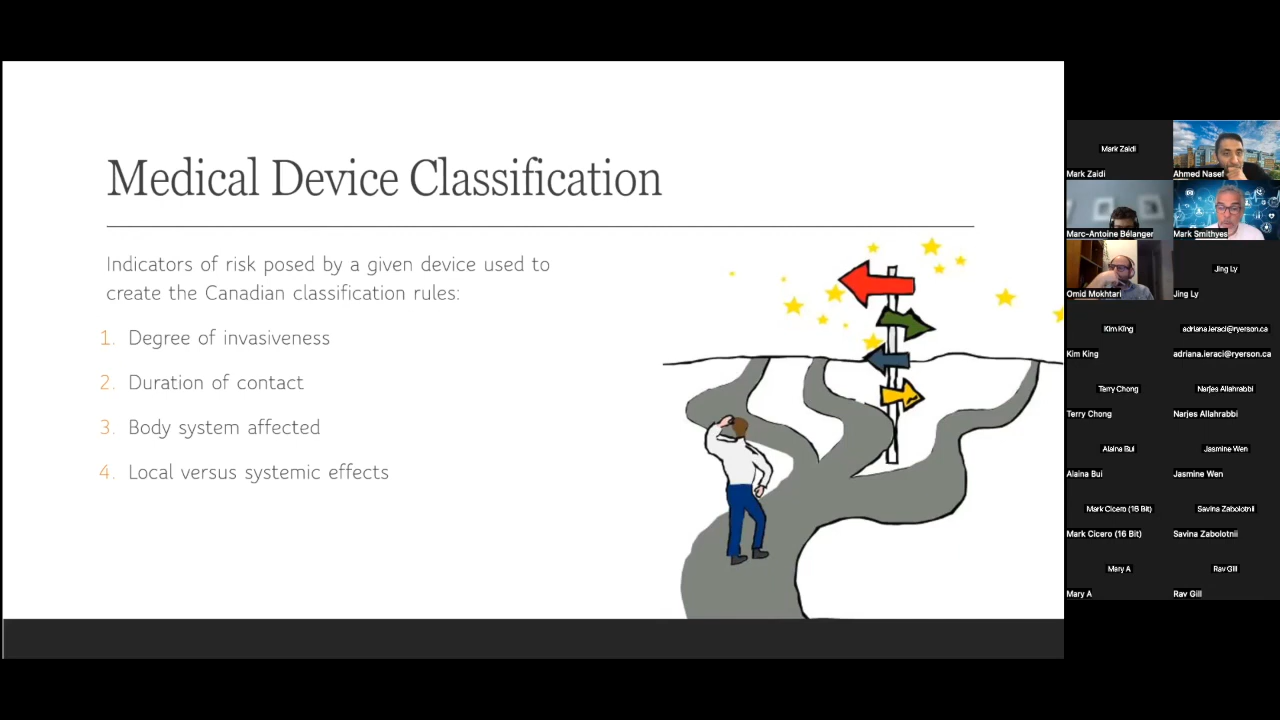 Medical Device Classification
Indicators of risk posed by a given device used to
create the Canadian classification rules:
1. Degree of invasiveness
2. Duration of contact
3. Body system affected
4. Local versus systemic effects
Mark Zaidi
Mark Zaidi
Ahmed Nasef
Marc-Antoine Bélanger
Mark Smithyes
Omid Mokhtari
Jing Ly
Jing Ly
Kim King
adriana.ieraci@ryerson.ca
Kim King
adriana.ieraci@ryerson.ca
Terry Chong
Narjes Allahrabbi
Terry Chong
Narjes Allahrabbi
Alaina Bui
Jasmine Wen
Alaina Bui
Jasmine Wen
Mark Cicero (16 Bit)
Savina Zabolotnii
Mark Cicero (16 Bit)
Savina Zabolotnii
Mary A
Rav Gill
Mary A
Rav Gill